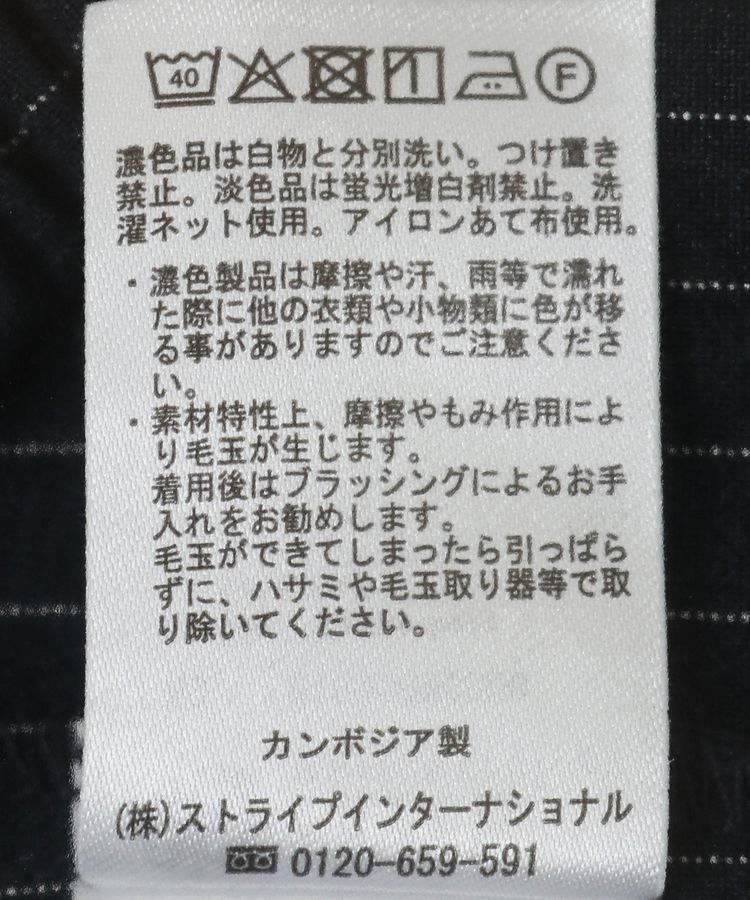 40 F
濃色品は白物と分別洗い。つけ置き
禁止。淡色品は蛍光増白剤禁止。洗
濯ネット使用。アイロンあて布使用。
・濃色製品は摩擦や汗、雨等で濡れ
た際に他の衣類や小物類に色が移
る事がありますのでご注意くださ
い。
・素材特性上、摩擦やもみ作用によ
り毛玉が生じます。
着用後はブラッシングによるお手
入れをお勧めします。
毛玉ができてしまったら引っぱら
ずに、ハサミや毛玉取り器等で取
り除いてください。
カンボジア製
(株)ストライプインターナショナル
0120-659-591